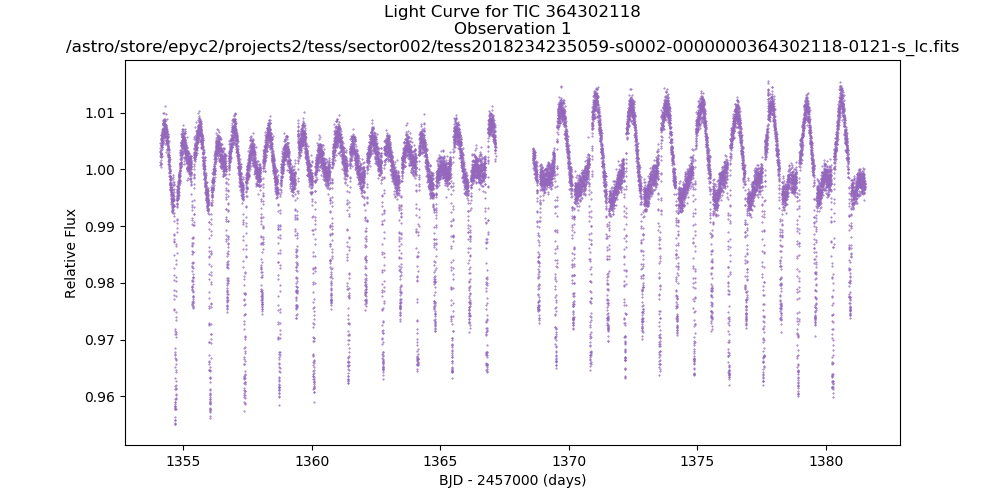 Light Curve for TIC 364302118
Observation 1
/astro/store/epyc2/projects2/tess/sector002/tess2018234235059-s0002-0000000364302118-0121-s_lc.fits
1.01
1.00
0.99
0.98
0.97
0.96
Relative Flux
1355
1360
1365
1370
1375
1380
BJD - 2457000 (days)